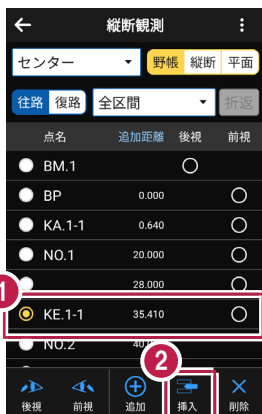 縦断観測
センター 野帳 縦断 平面
往路 復路 全区間 折返
点名 追加距離 後視 前視
BM.1
BP 0.000
KA.1-1 0.640
NO.1 20.000
28.000
1
KE.1-1 35.410
NO.2
2
後視 前視 追加 挿入 削除